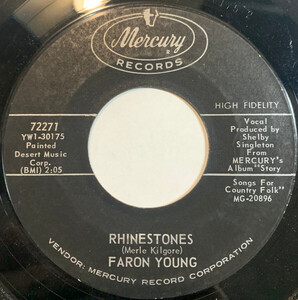 Mercury
RECORDS
HIGH FIDELITY
72271
YW1-30175
Painted
Desert Music
Corp.
(BMI) 2:05
Vocal
Produced by
Shelby
Singleton
From
MERCURY's
Album "Story
Songs For
Country Folk"
MG-20896
RHINESTONES
(Merle Kilgore)
FARON YOUNG
VENDOR: MERCURY RECORD CORPORATION